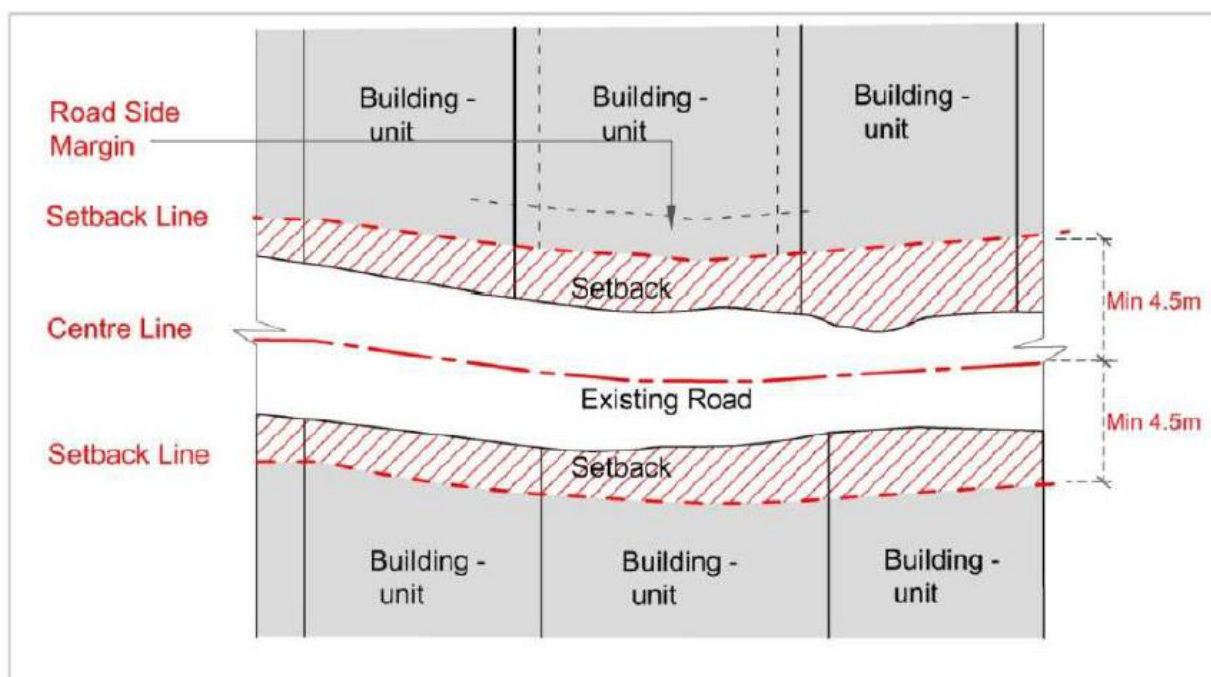 Building -
unit
Building -
unit
Building -
unit
Road Side
Margin
Setback Line
Setback
Min 4.5m
Centre Line
Existing Road
Min 4.5m
Setback Line
Setback
Building -
unit
Building -
unit
Building -
unit